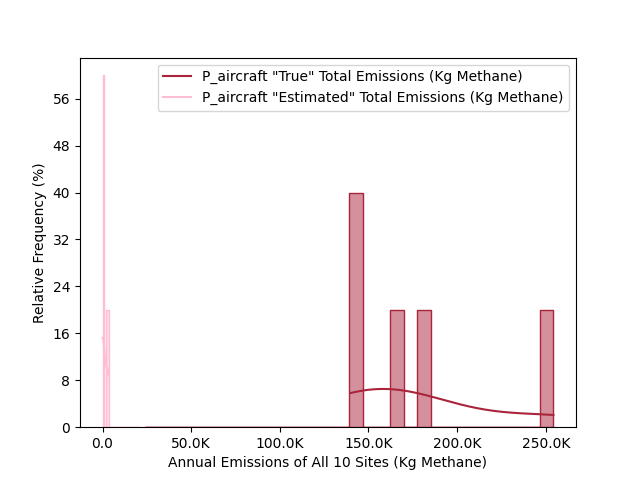 P_aircraft "True" Total Emissions (Kg Methane)
P_aircraft "Estimated" Total Emissions (Kg Methane)
Relative Frequency (%)
56
48
40
32
24
16
8
0
0.0 50.0K 100.0K 150.0K 200.0K 250.0K
Annual Emissions of All 10 Sites (Kg Methane)